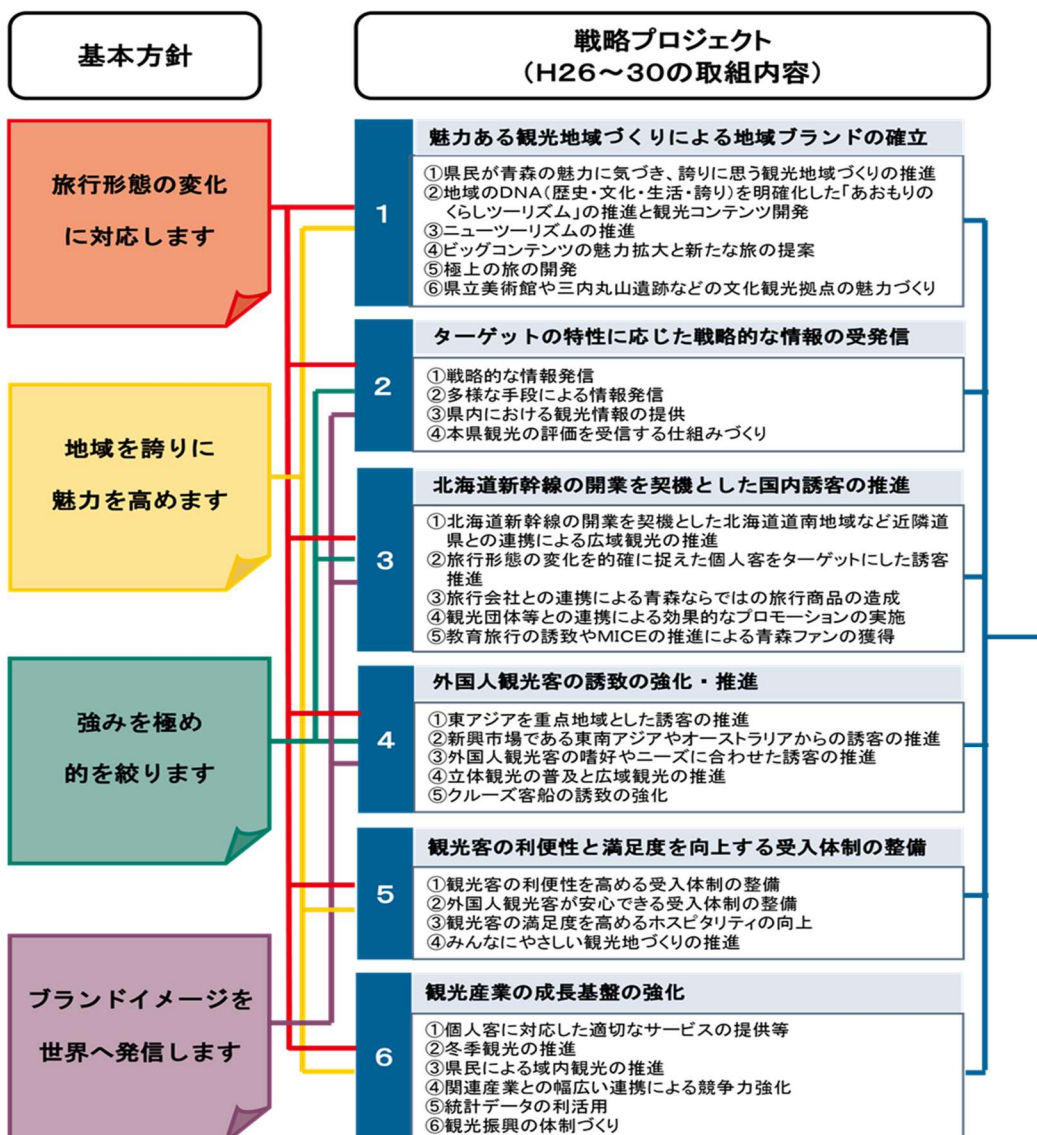 基本方針
戦略プロジェクト
（H26～30の取組内容）
旅行形態の変化
に対応します
地域を誇りに
魅力を高めます
強みを極め
的を絞ります
ブランドイメージを
世界へ発信します
1
魅力ある観光地域づくりによる地域ブランドの確立
①県民が青森の魅力に気づき、誇りに思う観光地域づくりの推進
②地域のDNA（歴史・文化・生活・誇り）を明確化した「あおもりの
くらしツーリズム」の推進と観光コンテンツ開発
③ニューツーリズムの推進
④ビッグコンテンツの魅力拡大と新たな旅の提案
⑤極上の旅の開発
⑥県立美術館や三内丸山遺跡などの文化観光拠点の魅力づくり
2
ターゲットの特性に応じた戦略的な情報の受発信
①戦略的な情報発信
②多様な手段による情報発信
③県内における観光情報の提供
④本県観光の評価を受信する仕組みづくり
3
北海道新幹線の開業を契機とした国内誘客の推進
①北海道新幹線の開業を契機とした北海道道南地域など近隣道
県との連携による広域観光の推進
②旅行形態の変化を的確に捉えた個人客をターゲットにした誘客
推進
③旅行会社との連携による青森ならではの旅行商品の造成
④観光団体等との連携による効果的なプロモーションの実施
⑤教育旅行の誘致やMICEの推進による青森ファンの獲得
4
外国人観光客の誘致の強化・推進
①東アジアを重点地域とした誘客の推進
②新興市場である東南アジアやオーストラリアからの誘客の推進
③外国人観光客の嗜好やニーズに合わせた誘客の推進
④立体観光の普及と広域観光の推進
⑤クルーズ客船の誘致の強化
5
観光客の利便性と満足度を向上する受入体制の整備
①観光客の利便性を高める受入体制の整備
②外国人観光客が安心できる受入体制の整備
③観光客の満足度を高めるホスピタリティの向上
④みんなにやさしい観光地づくりの推進
6
観光産業の成長基盤の強化
①個人客に対応した適切なサービスの提供等
②冬季観光の推進
③県民による域内観光の推進
④関連産業との幅広い連携による競争力強化
⑤統計データの利活用
⑥観光振興の体制づくり